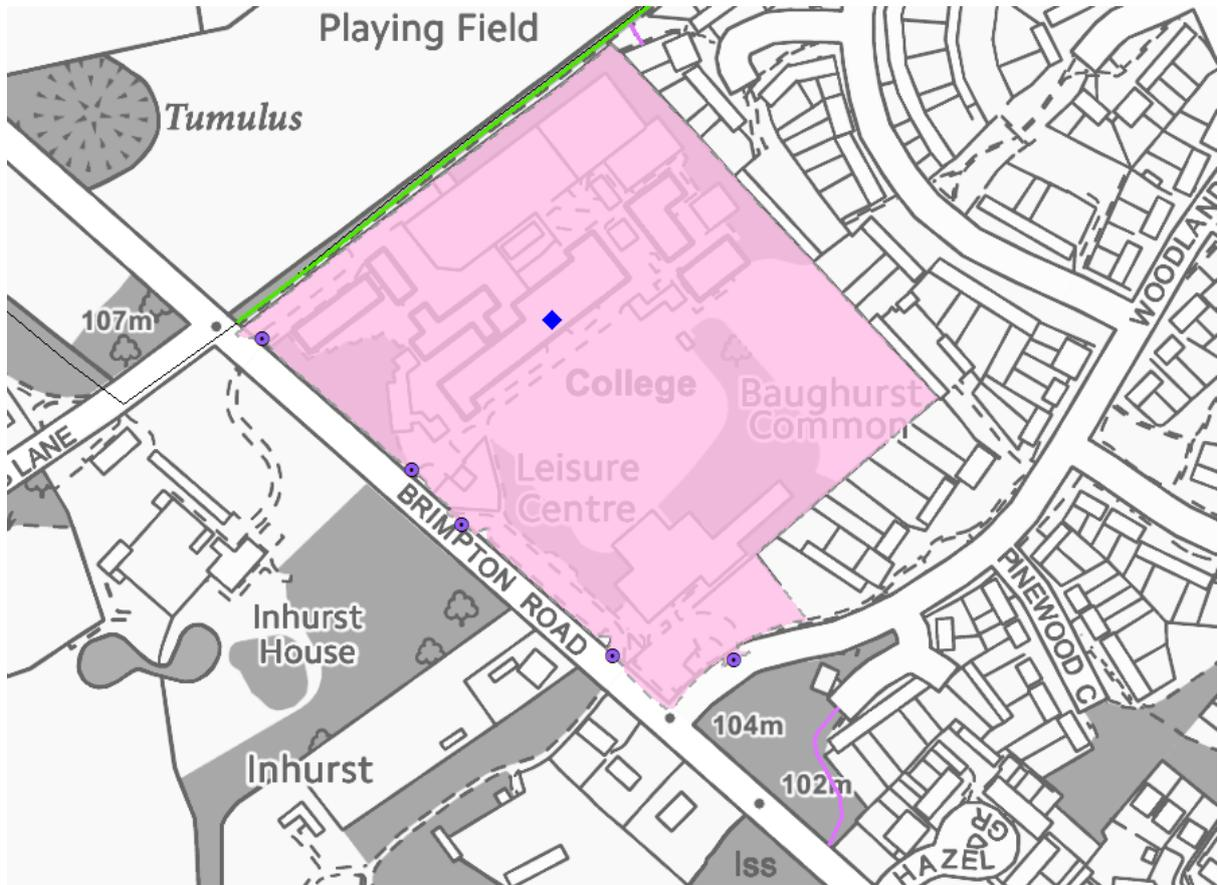 Playing Field
Tumulus
WOODLAND
107m
College
Baughurst
Common
LANE
Leisure
Centre
BRIMPTON ROAD
PINEWOOD C
Inhurst
House
104m
Inhurst
102m
HAZEL
GR
Iss